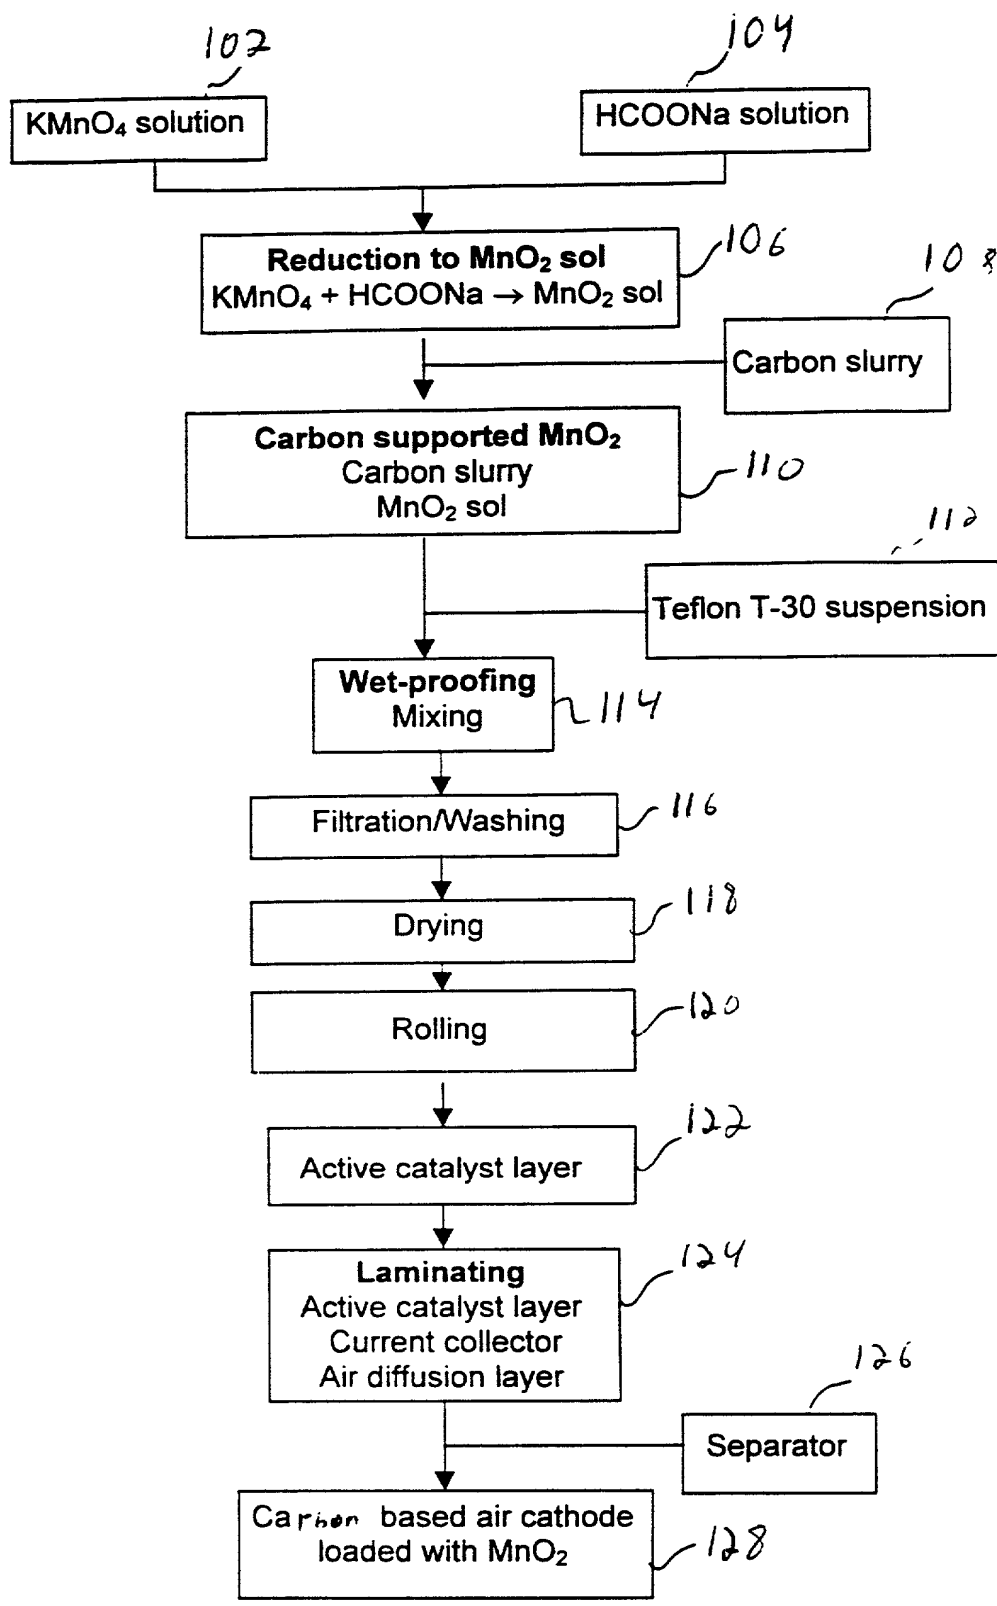 102
104
KMnO₄ solution
HCOONa solution
Reduction to MnO₂ sol
KMnO₄ + HCOONa → MnO₂ sol
106
108
Carbon slurry
Carbon supported MnO₂
Carbon slurry
MnO₂ sol
110
112
Teflon T-30 suspension
Wet-proofing
Mixing
114
Filtration/Washing
116
Drying
118
Rolling
120
Active catalyst layer
122
Laminating
Active catalyst layer
Current collector
Air diffusion layer
124
126
Separator
Carbon based air cathode
loaded with MnO₂
128